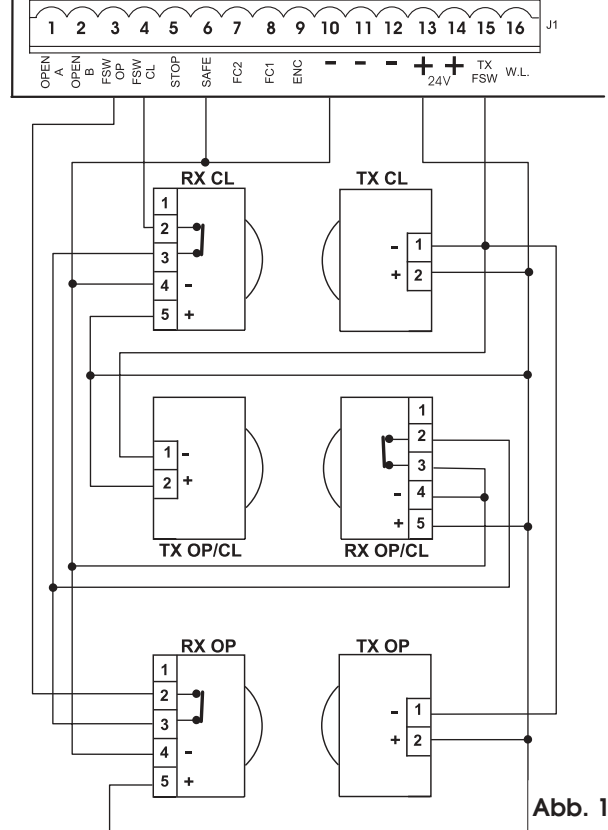 1 2 3 4 5 6 7 8 9 10 11 12 13 14 15 16 J1
OPEN A
OPEN B
FSW OP
FSW CL
STOP
SAFE
FC2
FC1
ENC
- - - + +
24V
TX FSW
W.L.
RX CL
TX CL
1
2
3
4 -
5 +
- 1
+ 2
1 -
2 +
1
2
3
- 4
+ 5
TX OP/CL
RX OP/CL
RX OP
TX OP
1
2
3
4 -
5 +
- 1
+ 2
Abb. 1